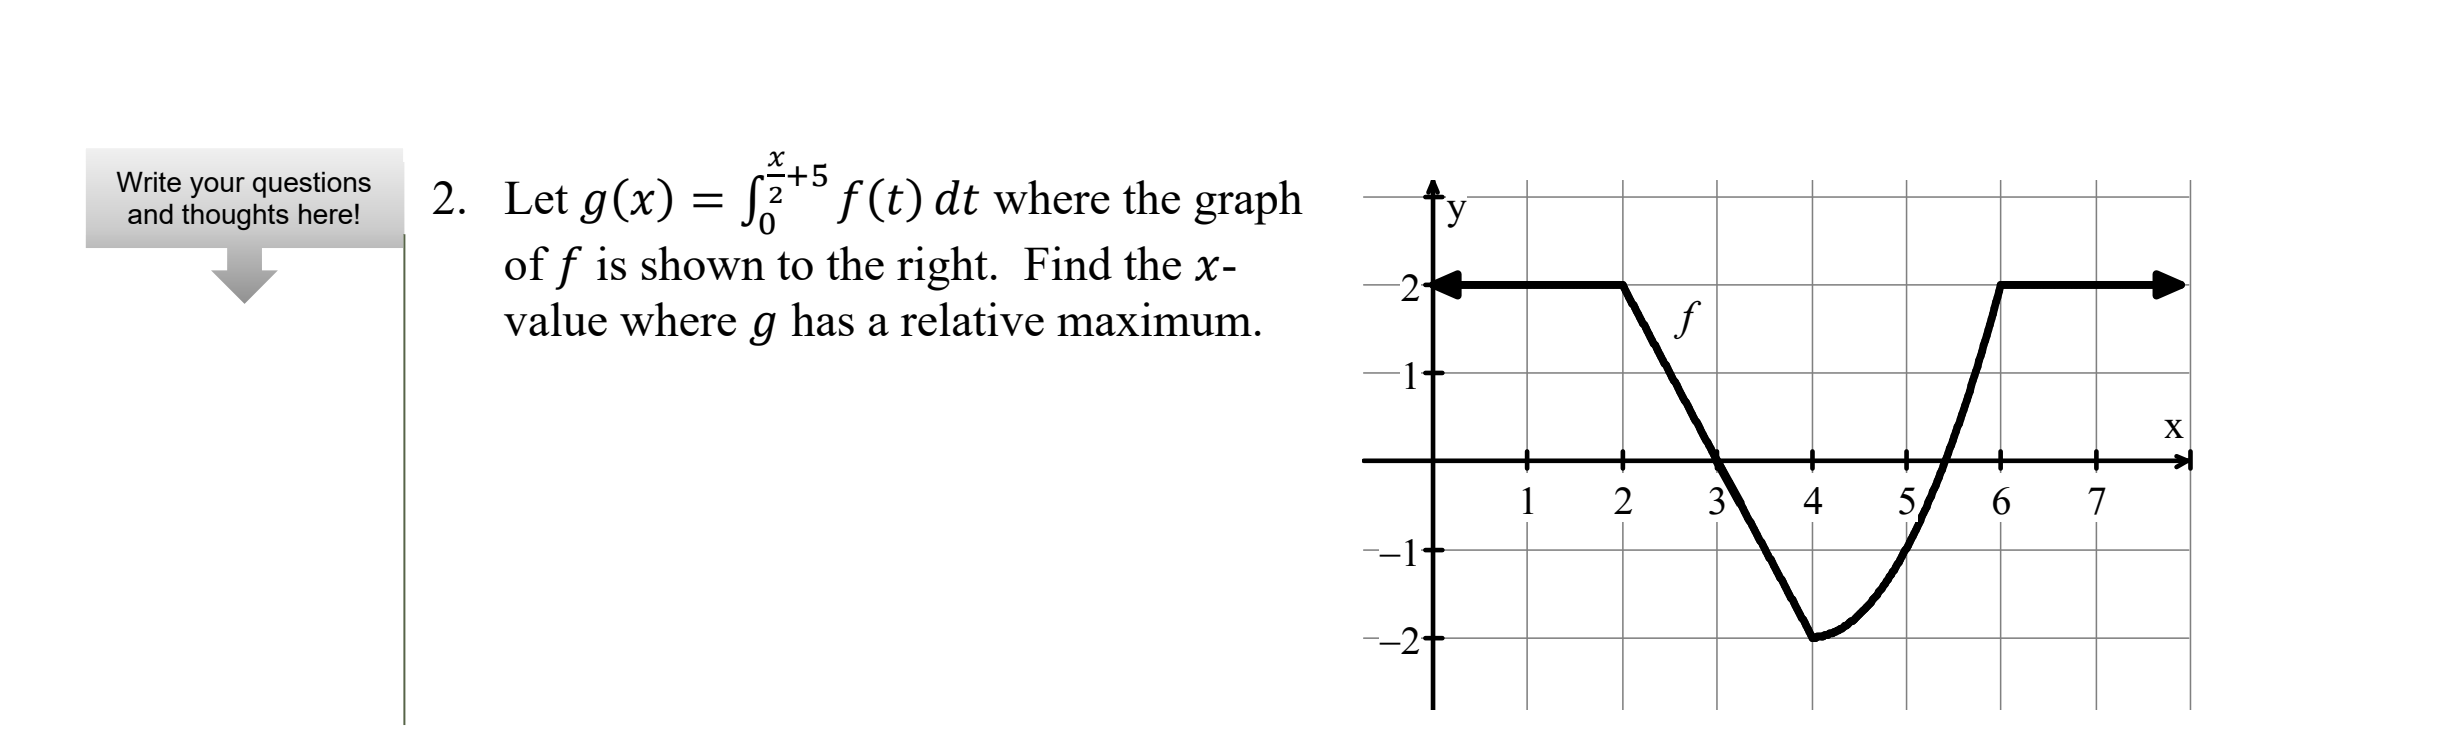 Write your questions
and thoughts here!
2. Let 𝑔(𝑥) = ∫₀^(𝑥/2+5) 𝑓(𝑡) 𝑑𝑡 where the graph
of 𝑓 is shown to the right. Find the 𝑥-
value where 𝑔 has a relative maximum.
y
2
f
1
x
1 2 3 4 5 6 7
−1
−2